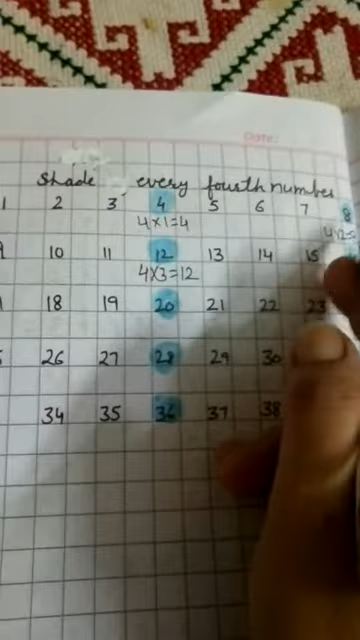 Date:
shade every fourth number
1 2 3 4 5 6 7 8
4×1=4
10 11 12 13 14 15
4×3=12
18 19 20 21 22 23
26 27 28 29 30
34 35 36 37 38